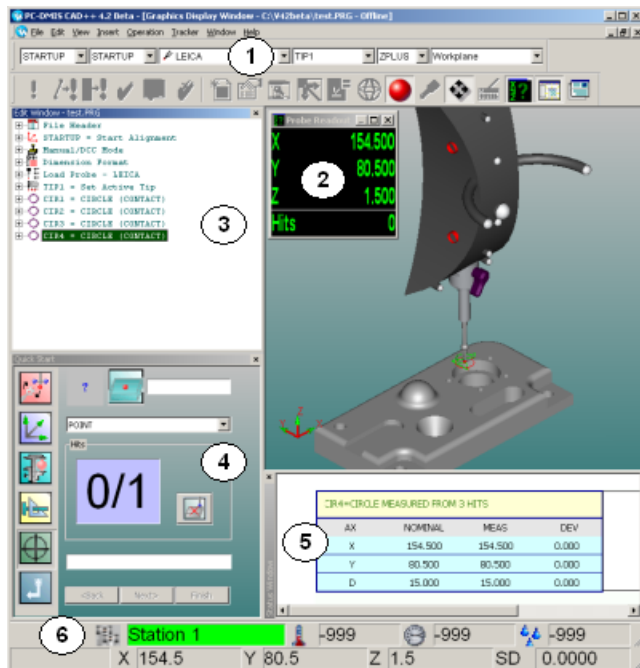 PC-DMIS CAD++ 4.2 Beta - [Graphics Display Window - C:\V42beta\test.PRG - Offline]
File Edit View Insert Operation Tracker Window Help
STARTUP STARTUP LEICA 1 TIP1 ZPLUS Workplane
Edit Window - test.PRG
File Header
STARTUP = Start Alignment
Manual/DCC Mode
Dimension Format
Load Probe - LEICA
TIP1 = Set Active Tip
CIR1 = CIRCLE (CONTACT)
CIR2 = CIRCLE (CONTACT)
CIR3 = CIRCLE (CONTACT)
CIR4 = CIRCLE (CONTACT)
3
Probe Readout
X 154.500
Y 80.500
Z 1.500
Hits 0
2
Z
Y X
Quick Start
?
POINT
Hits
0/1
4
<Back Next> Finish
Status Window
CIR4=CIRCLE MEASURED FROM 3 HITS
AX NOMINAL MEAS DEV
X 154.500 154.500 0.000
Y 80.500 80.500 0.000
D 15.000 15.000 0.000
5
6 Station 1 -999 -999 -999
X 154.5 Y 80.5 Z 1.5 SD 0.0000